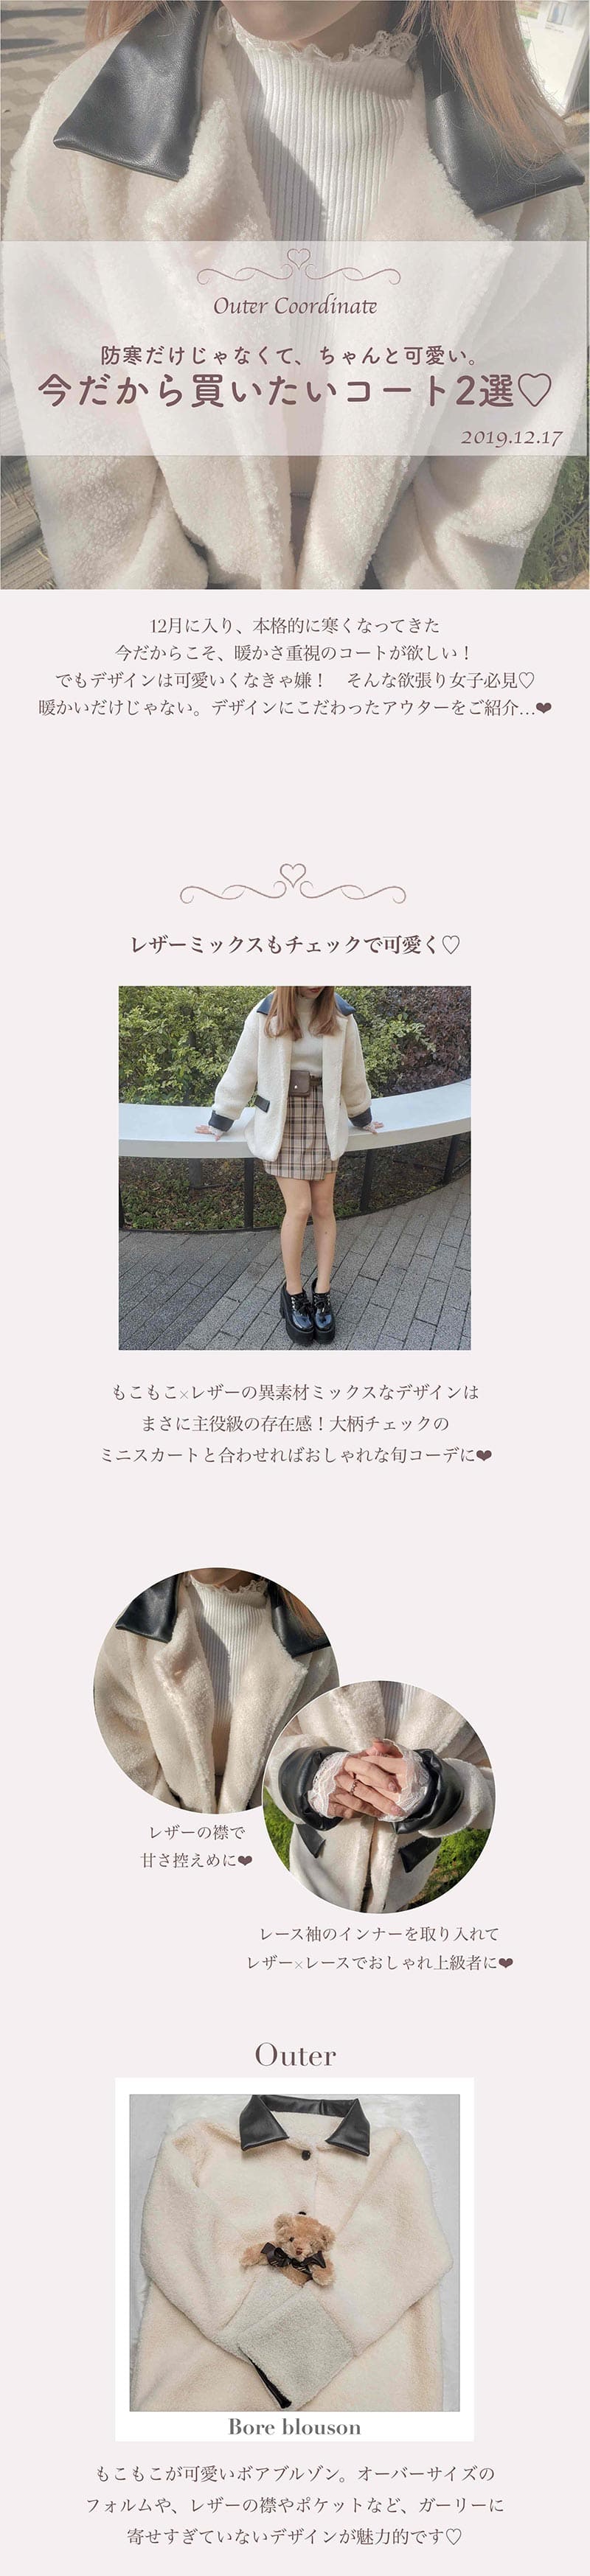 Outer Coordinate
防寒だけじゃなくて、ちゃんと可愛い。
今だから買いたいコート2選♡
2019.12.17
12月に入り、本格的に寒くなってきた
今だからこそ、暖かさ重視のコートが欲しい！
でもデザインは可愛いくなきゃ嫌！　そんな欲張り女子必見♡
暖かいだけじゃない。デザインにこだわったアウターをご紹介…❤
レザーミックスもチェックで可愛く♡
もこもこ×レザーの異素材ミックスなデザインは
まさに主役級の存在感！大柄チェックの
ミニスカートと合わせればおしゃれな旬コーデに❤
レザーの襟で
甘さ控えめに❤
レース袖のインナーを取り入れて
レザー×レースでおしゃれ上級者に❤
Outer
Bore blouson
もこもこが可愛いボアブルゾン。オーバーサイズの
フォルムや、レザーの襟やポケットなど、ガーリーに
寄せすぎていないデザインが魅力的です♡